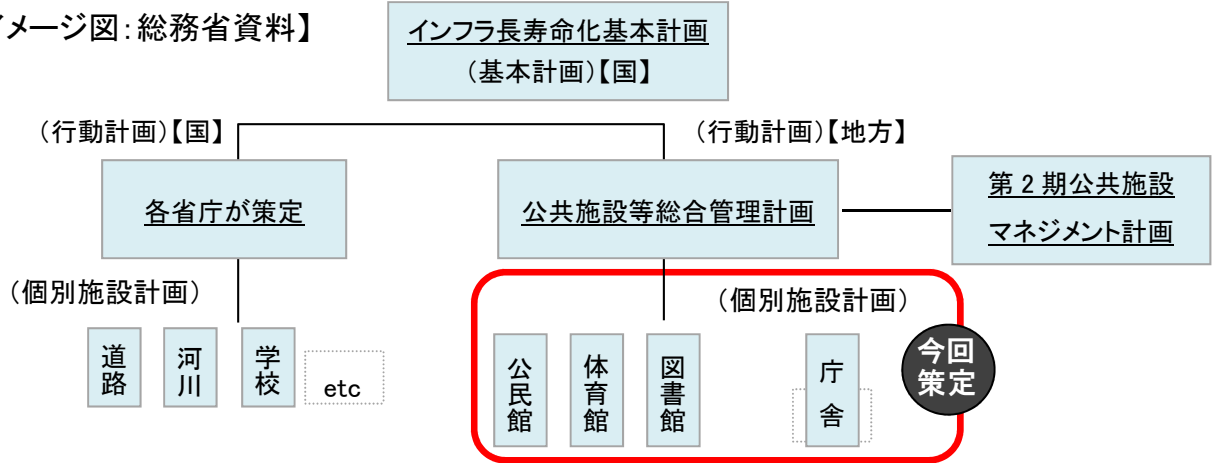 イメージ図:総務省資料】
インフラ長寿命化基本計画
(基本計画)【国】
(行動計画)【国】
(行動計画)【地方】
各省庁が策定
公共施設等総合管理計画
第2期公共施設
マネジメント計画
(個別施設計画)
(個別施設計画)
道路
河川
学校
etc
公民館
体育館
図書館
庁舎
今回
策定